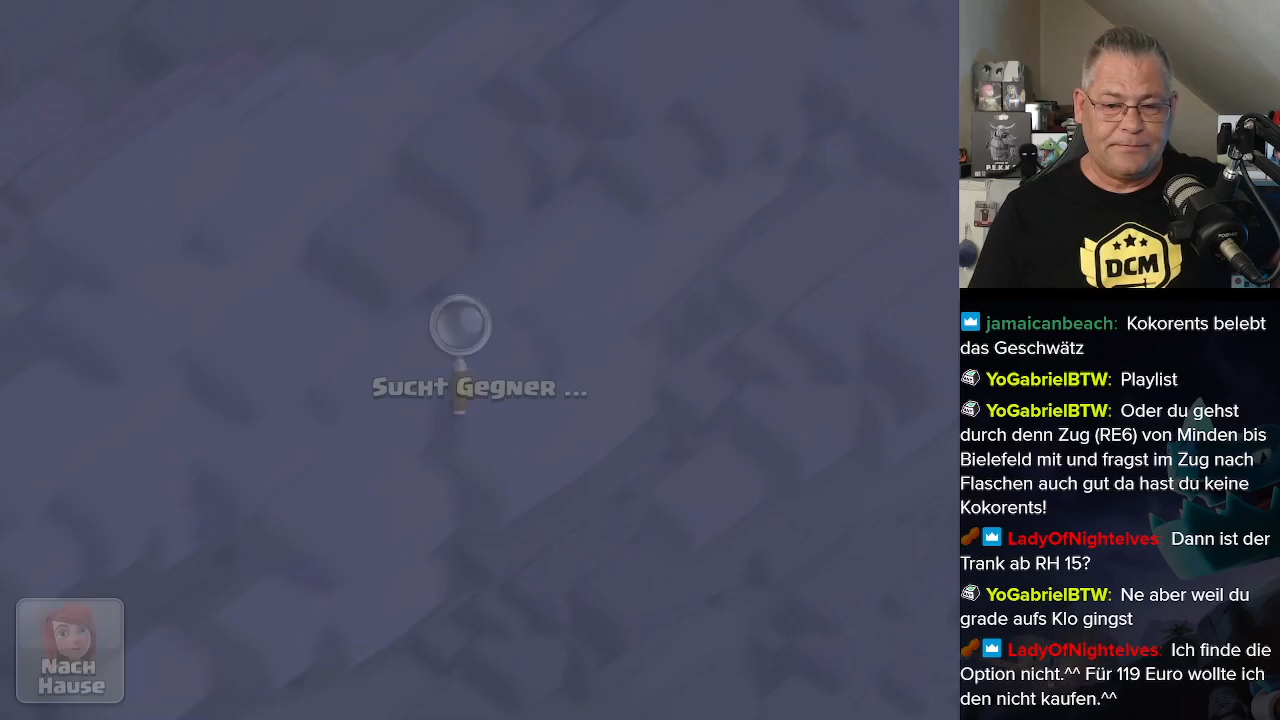 Sucht Gegner ...
Nach
Hause
P.E.K.K.A
DCM
jamaicanbeach: Kokorents belebt
das Geschwätz
YoGabrielBTW: Playlist
YoGabrielBTW: Oder du gehst
durch denn Zug (RE6) von Minden bis
Bielefeld mit und fragst im Zug nach
Flaschen auch gut da hast du keine
Kokorents!
LadyOfNightelves: Dann ist der
Trank ab RH 15?
YoGabrielBTW: Ne aber weil du
grade aufs Klo gingst
LadyOfNightelves: Ich finde die
Option nicht.^^ Für 119 Euro wollte ich
den nicht kaufen.^^